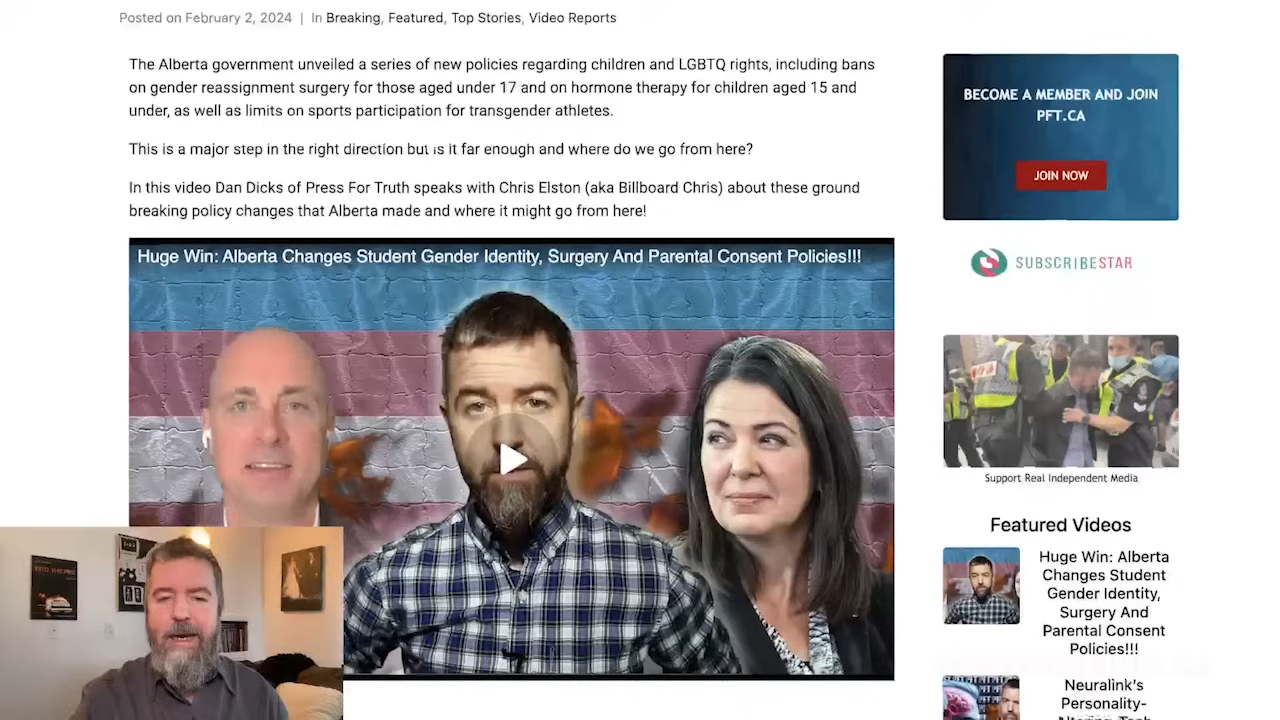 Posted on February 2, 2024 | In Breaking, Featured, Top Stories, Video Reports
The Alberta government unveiled a series of new policies regarding children and LGBTQ rights, including bans
on gender reassignment surgery for those aged under 17 and on hormone therapy for children aged 15 and
under, as well as limits on sports participation for transgender athletes.
This is a major step in the right direction but is it far enough and where do we go from here?
In this video Dan Dicks of Press For Truth speaks with Chris Elston (aka Billboard Chris) about these ground
breaking policy changes that Alberta made and where it might go from here!
Huge Win: Alberta Changes Student Gender Identity, Surgery And Parental Consent Policies!!!
BECOME A MEMBER AND JOIN
PFT.CA
JOIN NOW
SUBSCRIBESTAR
Support Real Independent Media
Featured Videos
Huge Win: Alberta
Changes Student
Gender Identity,
Surgery And
Parental Consent
Policies!!!
Neuralink's
Personality-